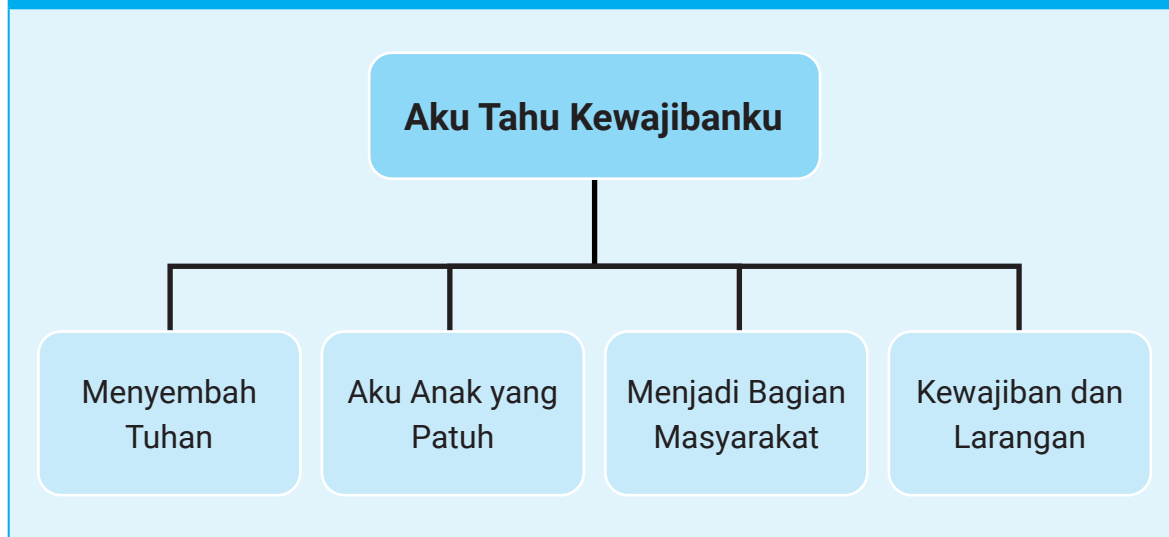 Aku Tahu Kewajibanku
Menyembah
Tuhan
Aku Anak yang
Patuh
Menjadi Bagian
Masyarakat
Kewajiban dan
Larangan